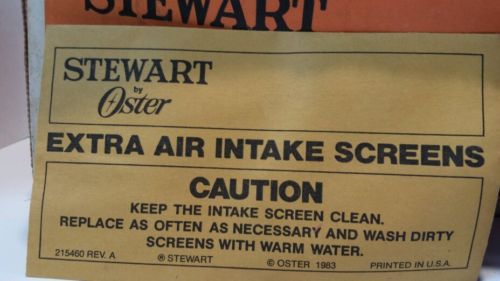 STEWART
STEWART
by
Oster
EXTRA AIR INTAKE SCREENS
CAUTION
KEEP THE INTAKE SCREEN CLEAN.
REPLACE AS OFTEN AS NECESSARY AND WASH DIRTY
SCREENS WITH WARM WATER.
215460 REV. A ® STEWART © OSTER 1983 PRINTED IN U.S.A.